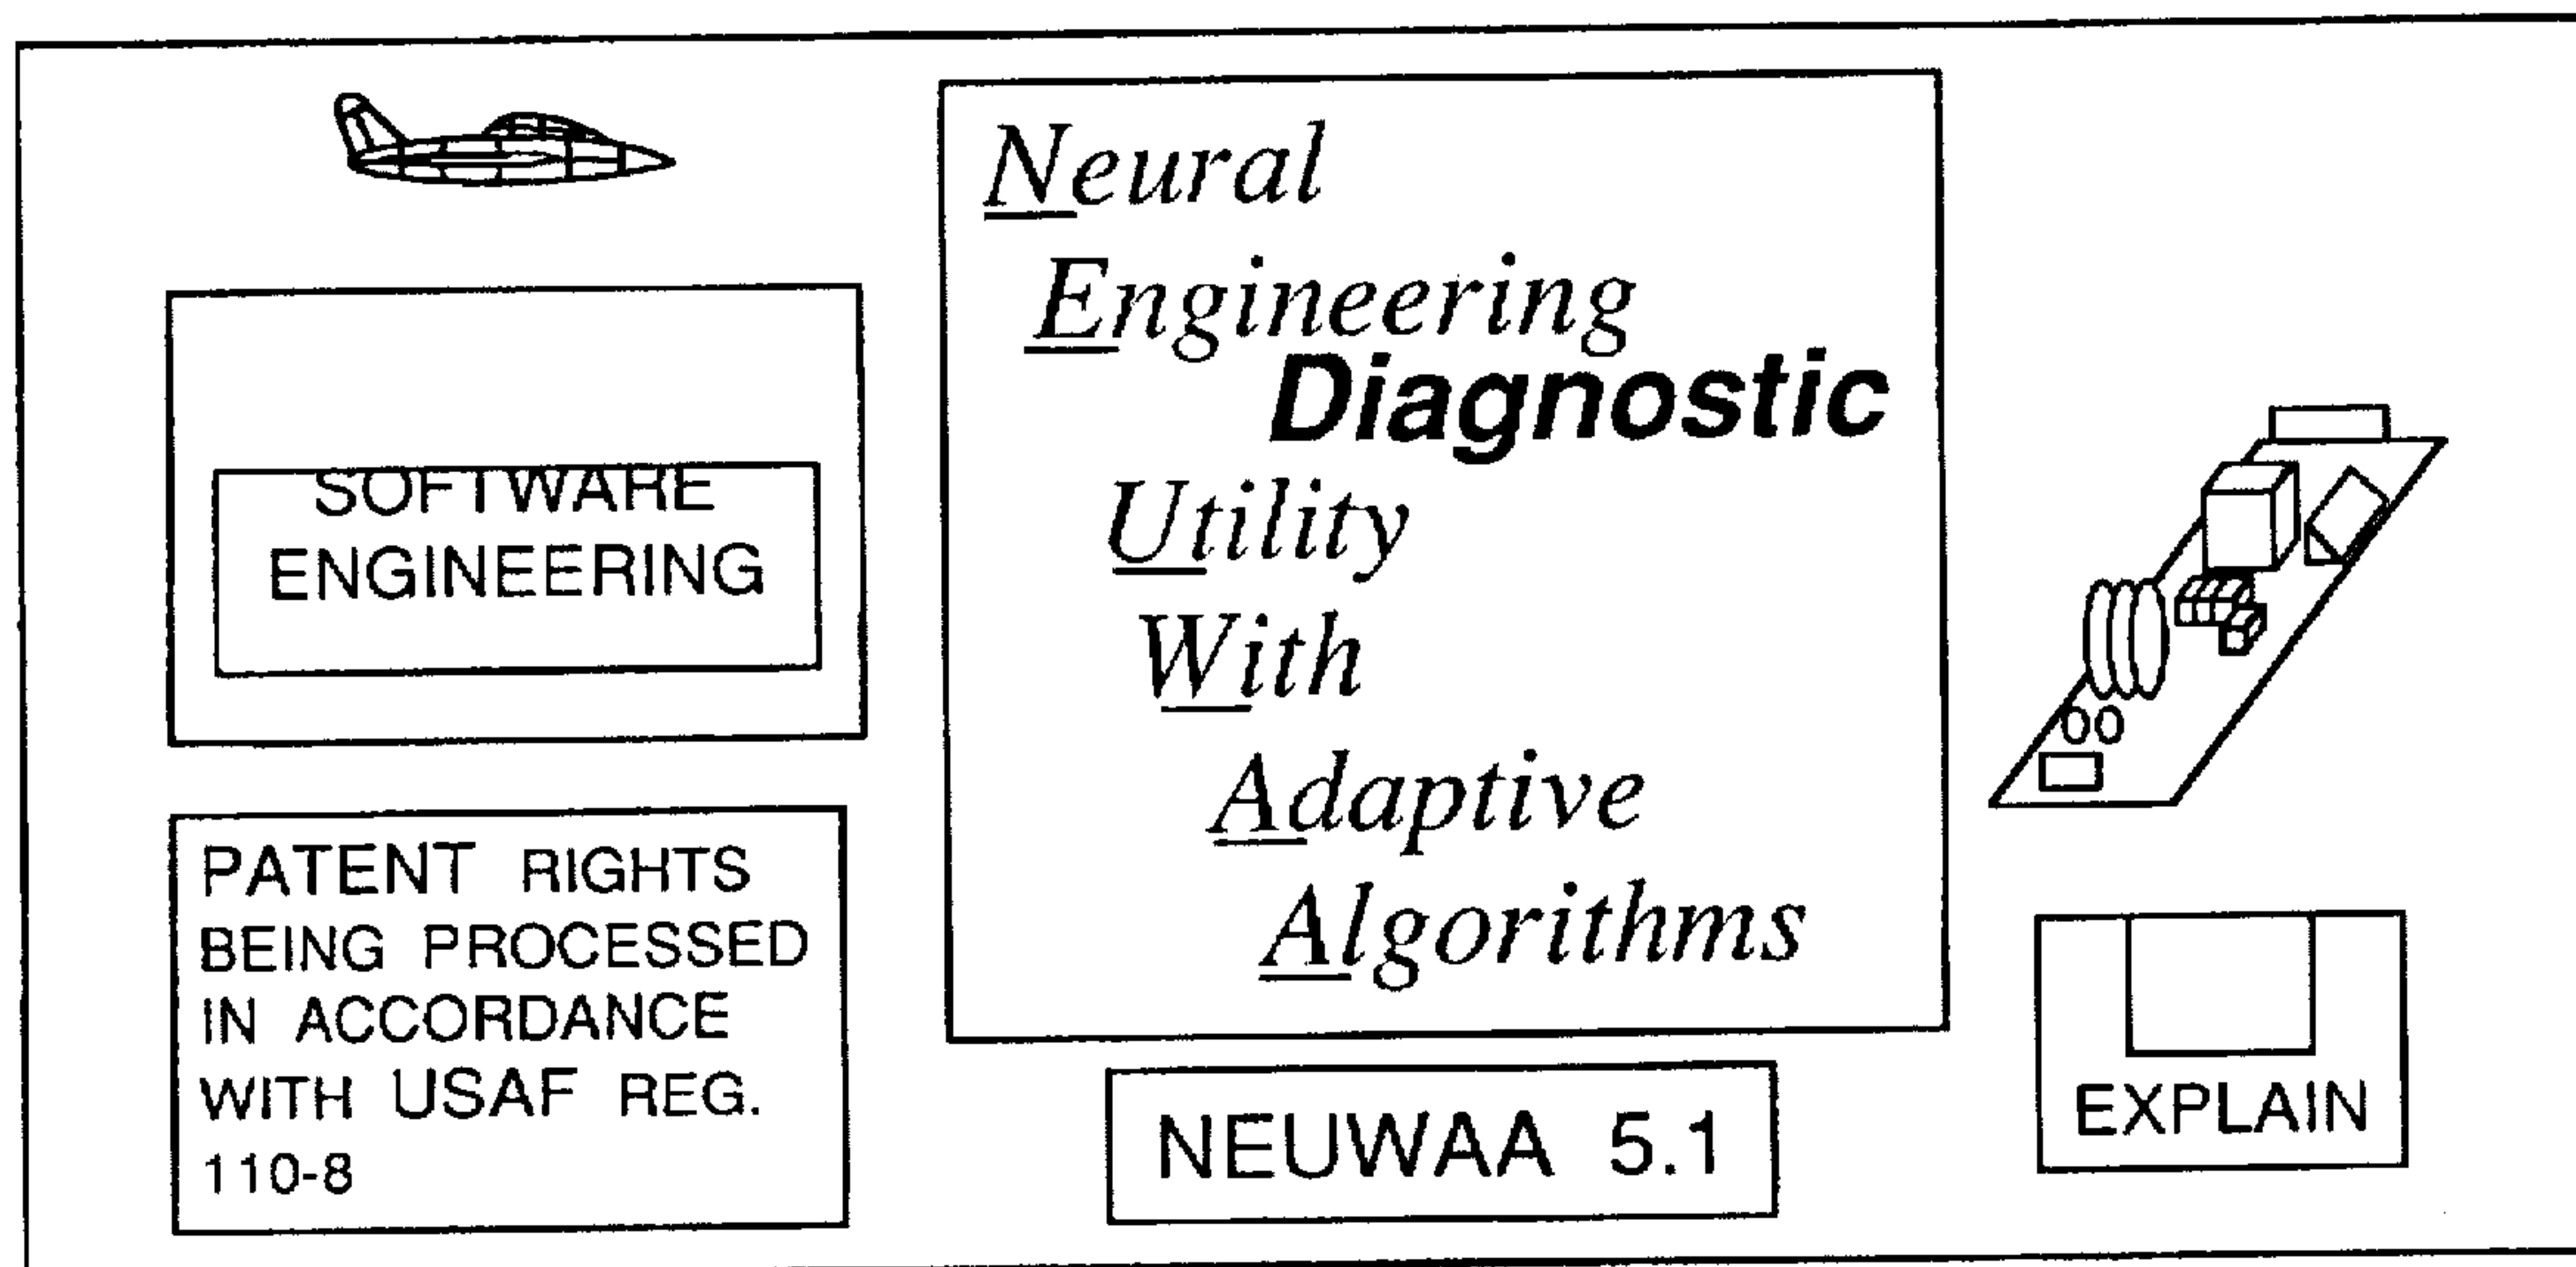 Neural
Engineering
Diagnostic
Utility
With
Adaptive
Algorithms
SOFTWARE
ENGINEERING
PATENT RIGHTS
BEING PROCESSED
IN ACCORDANCE
WITH USAF REG.
110-8
NEUWAA 5.1
EXPLAIN